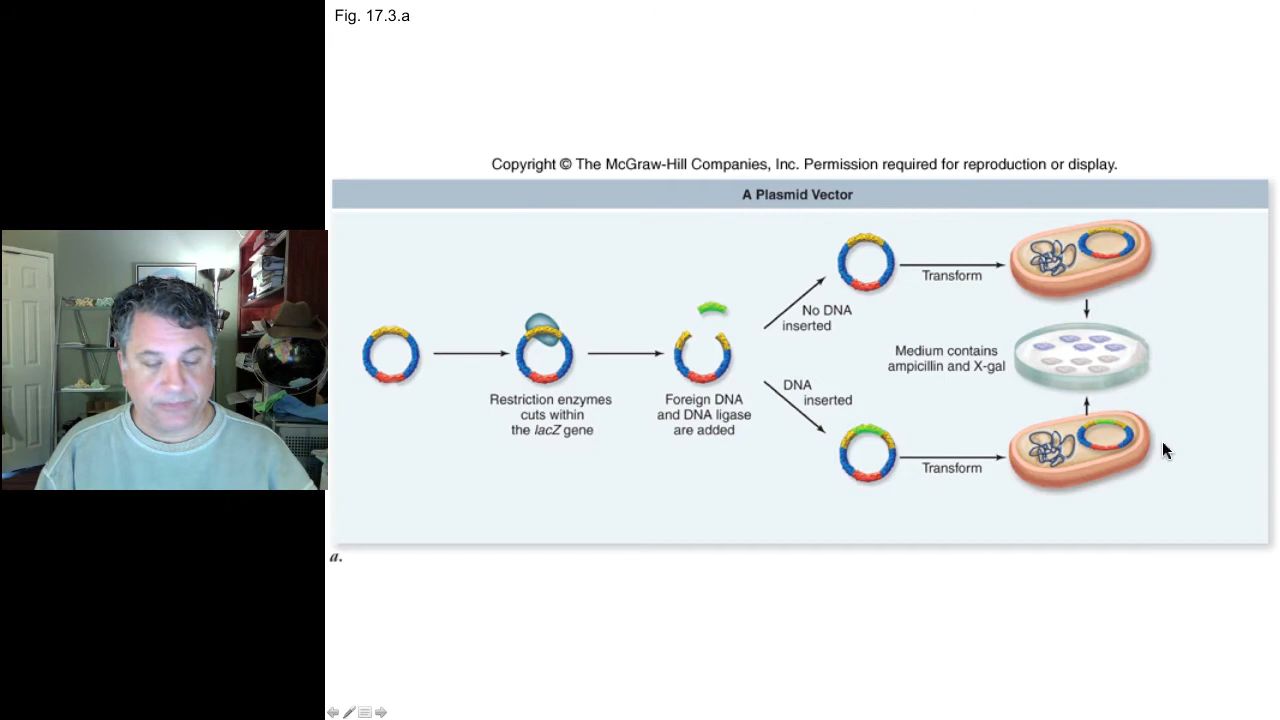 Fig. 17.3.a
Copyright © The McGraw-Hill Companies, Inc. Permission required for reproduction or display.
A Plasmid Vector
No DNA
inserted
Transform
Restriction enzymes
cuts within
the lacZ gene
Foreign DNA
and DNA ligase
are added
Medium contains
ampicillin and X-gal
DNA
inserted
Transform
a.